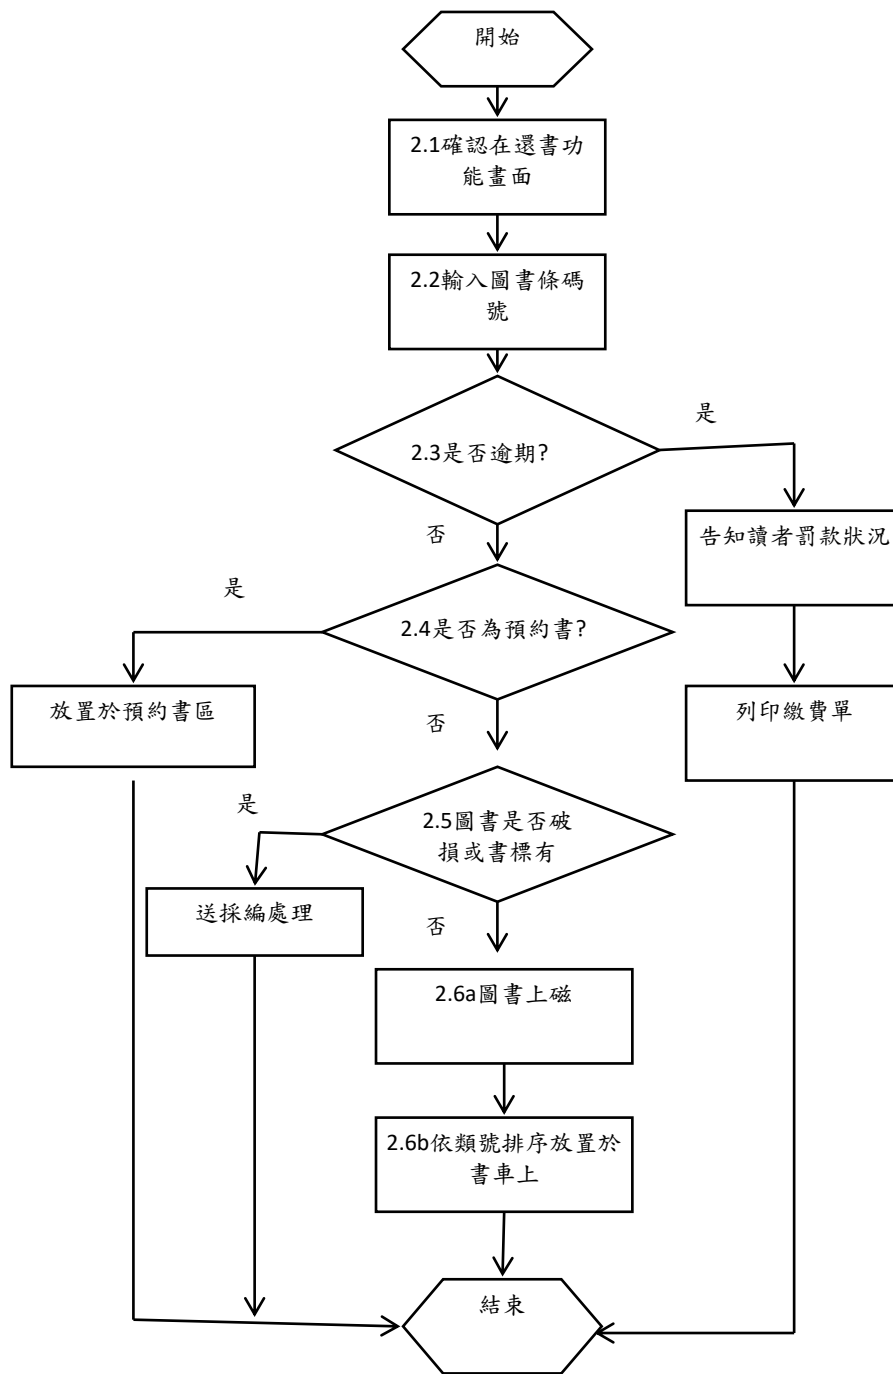 開始
2.1確認在還書功
能畫面
2.2輸入圖書條碼
號
是
2.3是否逾期?
否
告知讀者罰款狀況
是
2.4是否為預約書?
放置於預約書區
否
列印繳費單
是
2.5圖書是否破
損或書標有
送採編處理
否
2.6a圖書上磁
2.6b依類號排序放置於
書車上
結束